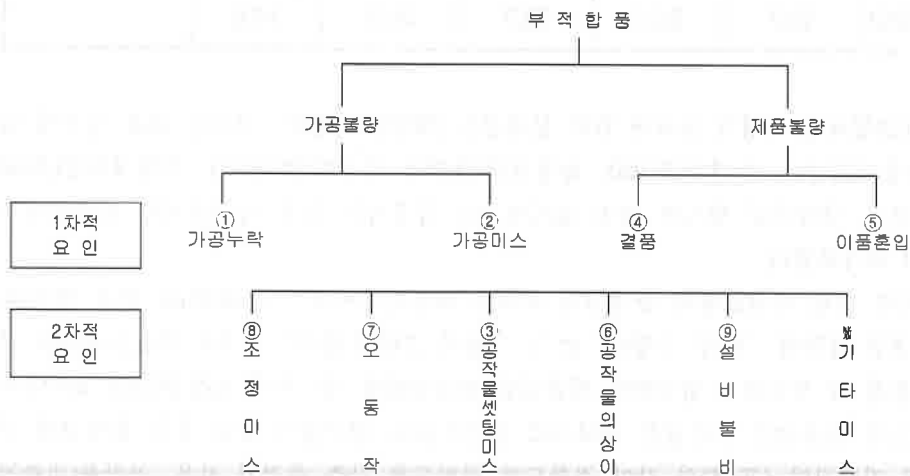 부 적 합 품
가공불량
제품불량
1차적
요 인
①
가공누락
②
가공미스
④
결품
⑤
이품혼입
2차적
요 인
⑧조 정 미 스
⑦오 동 작
③공작물셋팅미스
⑥공작물의상이
⑨설 비 불 비
기 타 미 스